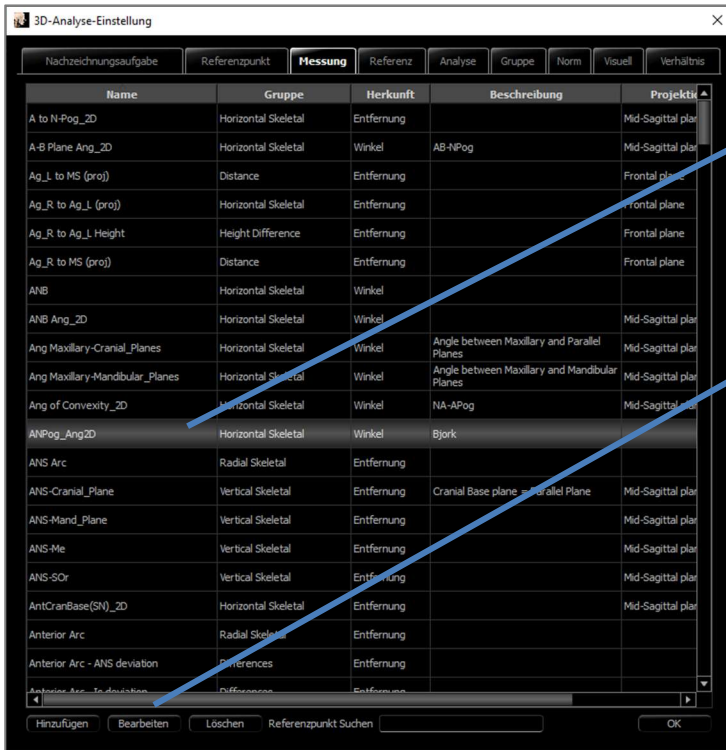 3D-Analyse-Einstellung
Nachzeichnungsaufgabe Referenzpunkt Messung Referenz Analyse Gruppe Norm Visuell Verhältnis
Name Gruppe Herkunft Beschreibung Projektic
A to N-Pog_2D Horizontal Skeletal Entfernung Mid-Sagittal plan
A-B Plane Ang_2D Horizontal Skeletal Winkel AB-NPog Mid-Sagittal plan
Ag_L to MS (proj) Distance Entfernung Frontal plane
Ag_R to Ag_L (proj) Horizontal Skeletal Entfernung Frontal plane
Ag_R to Ag_L Height Height Difference Entfernung Frontal plane
Ag_R to MS (proj) Distance Entfernung Frontal plane
ANB Horizontal Skeletal Winkel
ANB Ang_2D Horizontal Skeletal Winkel Mid-Sagittal plan
Ang Maxillary-Cranial_Planes Horizontal Skeletal Winkel Angle between Maxillary and Parallel
Planes Mid-Sagittal plan
Ang Maxillary-Mandibular_Planes Horizontal Skeletal Winkel Angle between Maxillary and Mandibular
Planes Mid-Sagittal plan
Ang of Convexity_2D Horizontal Skeletal Winkel NA-APog Mid-Sagittal plan
ANPog_Ang2D Horizontal Skeletal Winkel Bjork
ANS Arc Radial Skeletal Entfernung
ANS-Cranial_Plane Vertical Skeletal Entfernung Cranial Base plane = Parallel Plane Mid-Sagittal plan
ANS-Mand_Plane Vertical Skeletal Entfernung Mid-Sagittal plan
ANS-Me Vertical Skeletal Entfernung Mid-Sagittal plan
ANS-SOr Vertical Skeletal Entfernung Mid-Sagittal plan
AntCranBase(SN)_2D Horizontal Skeletal Entfernung Mid-Sagittal plan
Anterior Arc Radial Skeletal Entfernung
Anterior Arc - ANS deviation Differences Entfernung
Anterior Arc - Is deviation Differences Entfernung
Hinzufügen Bearbeiten Löschen Referenzpunkt Suchen OK